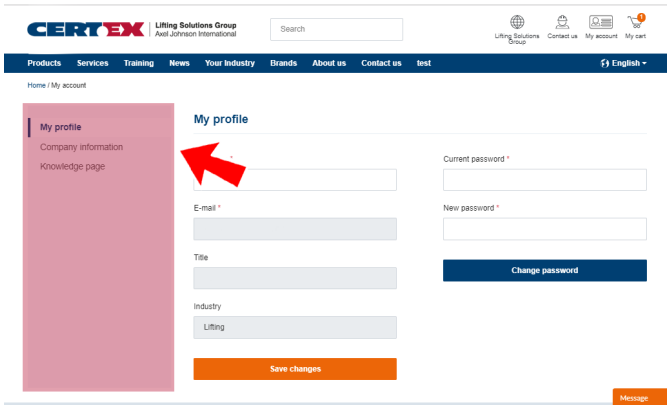 CERTEX
Lifting Solutions Group
Axel Johnson International
Search
Lifting Solutions
Group
Contact us
My account
1
My cart
Products Services Training News Your Industry Brands About us Contact us test English
Home / My account
My profile
Company information
Knowledge page
My profile
*
E-mail *
Title
Industry
Lifting
Save changes
Current password *
New password *
Change password
Message